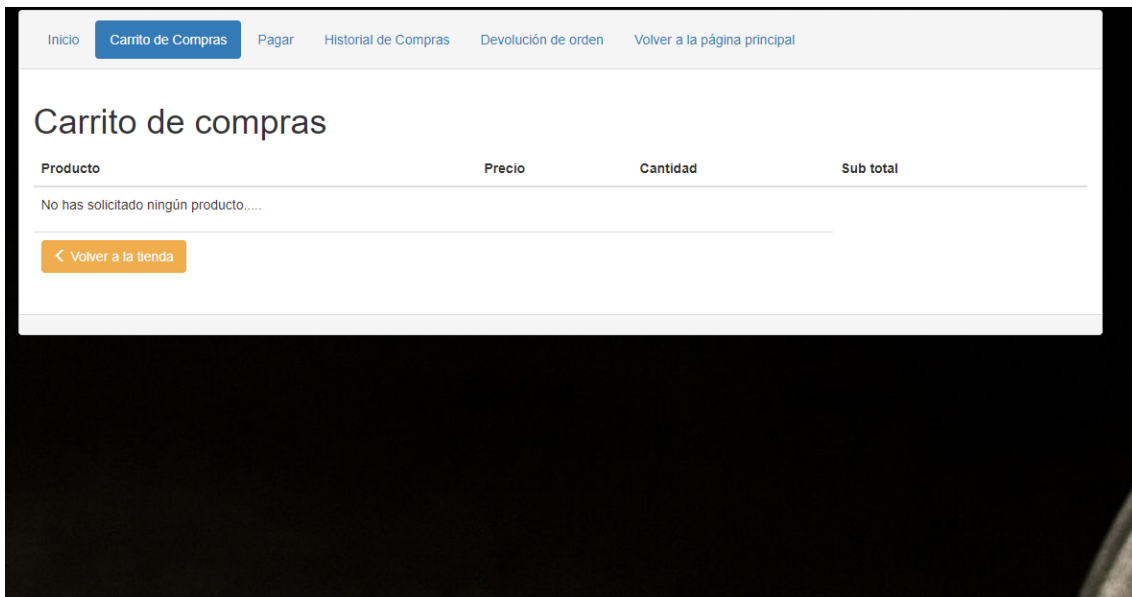 Inicio Carrito de Compras Pagar Historial de Compras Devolución de orden Volver a la página principal
Carrito de compras
Producto Precio Cantidad Sub total
No has solicitado ningún producto.....
Volver a la tienda